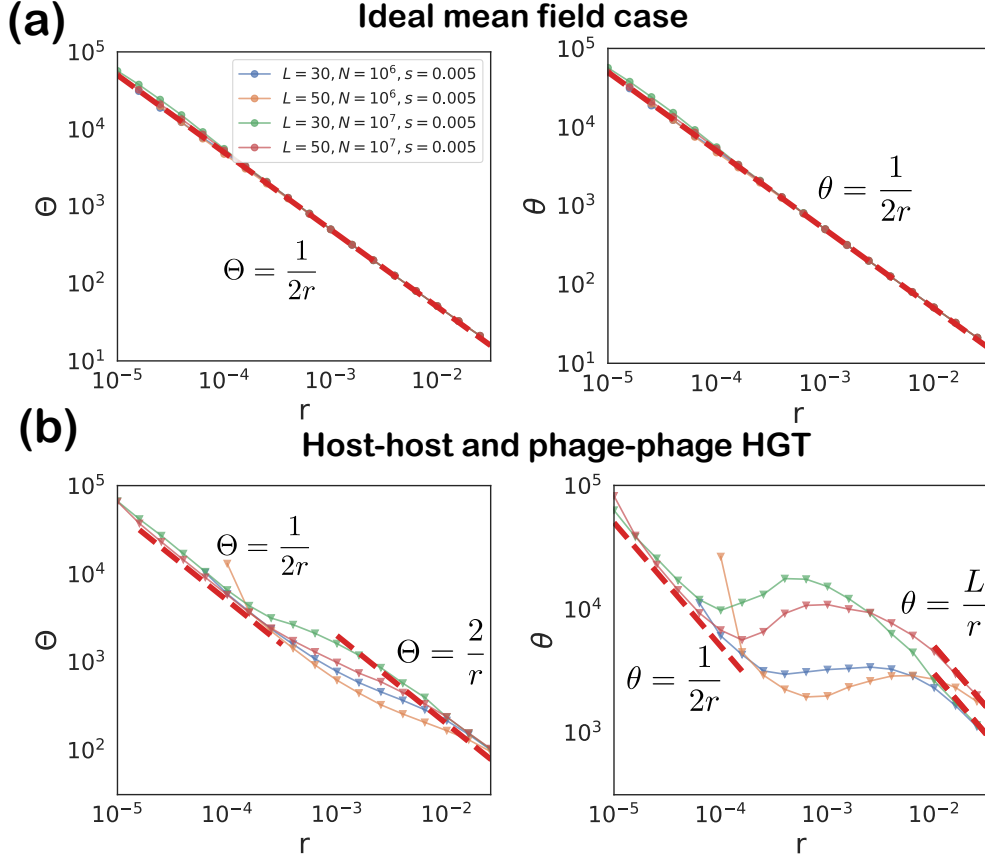 (a)
Ideal mean field case
10^5
10^4
10^3
10^2
10^1
Θ
10^-5
10^-4
10^-3
10^-2
r
L = 30, N = 10^6, s = 0.005
L = 50, N = 10^6, s = 0.005
L = 30, N = 10^7, s = 0.005
L = 50, N = 10^7, s = 0.005
Θ = 1/2r
10^5
10^4
10^3
10^2
10^1
θ
10^-5
10^-4
10^-3
10^-2
r
θ = 1/2r
(b)
Host-host and phage-phage HGT
10^5
10^4
10^3
10^2
Θ
10^-5
10^-4
10^-3
10^-2
r
Θ = 1/2r
Θ = 2/r
10^5
10^4
10^3
θ
10^-5
10^-4
10^-3
10^-2
r
θ = 1/2r
θ = L/r